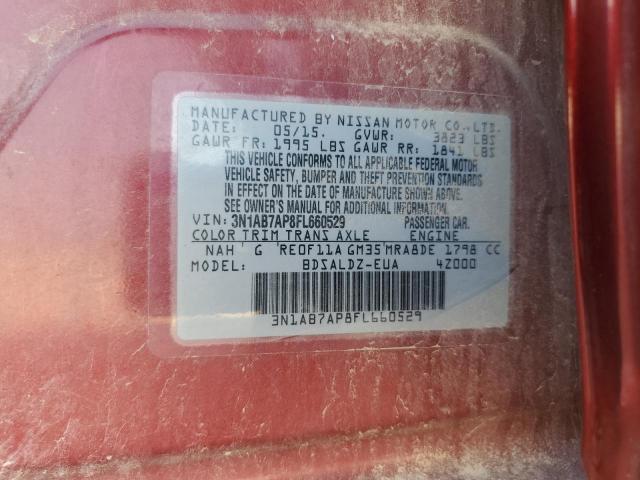 MANUFACTURED BY NISSAN MOTOR CO.,LTD.
DATE: 05/15. GVWR: 3823 LBS
GAWR FR: 1995 LBS GAWR RR: 1841 LBS
THIS VEHICLE CONFORMS TO ALL APPLICABLE FEDERAL MOTOR
VEHICLE SAFETY, BUMPER AND THEFT PREVENTION STANDARDS
IN EFFECT ON THE DATE OF MANUFACTURE SHOWN ABOVE.
SEE OWNER'S MANUAL FOR ADDITIONAL INFORMATION.
VIN: 3N1AB7AP8FL660529 PASSENGER CAR.
COLOR TRIM TRANS AXLE ENGINE
NAH G RE0F11A GM35 MRA8DE 1798 CC
MODEL: BDSALDZ-EUA 4Z000
3N1AB7AP8FL660529